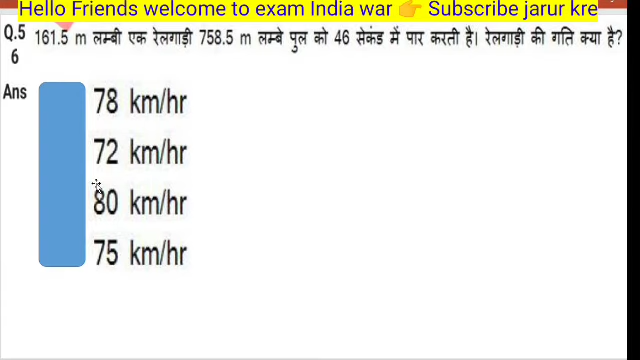 Hello Friends welcome to exam India war 👉 Subscribe jarur kre
Q.5 161.5 m लम्बी एक रेलगाड़ी 758.5 m लम्बे पुल को 46 सेकंड में पार करती है। रेलगाड़ी की गति क्या है?
6
Ans
78 km/hr
72 km/hr
80 km/hr
75 km/hr